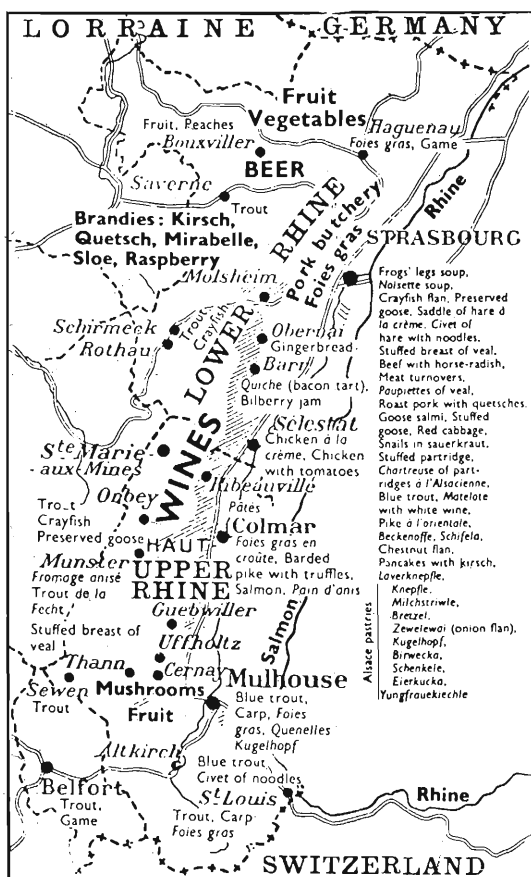 LORRAINE GERMANY
Fruit
Vegetables
Fruit, Peaches
Bouxviller
BEER
Haguenau
Foies gras, Game
Saverne
Trout
Rhine
Brandies: Kirsch,
Quetsch, Mirabelle,
Sloe, Raspberry
LOWER RHINE
Pork butchery
Foies gras
STRASBOURG
Frogs' legs soup,
Noisette soup,
Crayfish flan, Preserved
goose, Saddle of hare à
la crème. Civet of
hare with noodles,
Stuffed breast of veal,
Beef with horse-radish,
Meat turnovers,
Paupiettes of veal,
Roast pork with quetsches,
Goose salmi, Stuffed
goose, Red cabbage,
Snails in sauerkraut,
Stuffed partridge,
Chartreuse of part-
ridges à l'Alsacienne,
Blue trout, Matelote
with white wine,
Pike à l'orientale,
Beckenoffe, Schifela,
Chestnut flan,
Pancakes with kirsch,
Laverknepfle,
Alsace pastries
Knepfle,
Milchstriwle,
Bretzel,
Zewelewai (onion flan),
Kugelhopf,
Birwecka,
Schenkele,
Eierkucka,
Yungfrauekiechle
Molsheim
Schirmeck
Rothau
Trout
Crayfish
Obernai
Gingerbread
Barr
Quiche (bacon tart),
Bilberry jam
WINES
Sélestat
Chicken à la
crème, Chicken
with tomatoes
Ste Marie-
aux-Mines
Ribeauvillé
Orbey
Trout
Crayfish
Preserved goose
Pâtés
Colmar
Foies gras en
croûte, Barded
pike with truffles,
Salmon, Pain d'anis
HAUT-
UPPER
RHINE
Munster
Fromage anisé
Trout de la
Fecht
Stuffed breast of
veal
Guebwiller
Uffholtz
Cernay
Thann
Sewen
Trout
Mushrooms
Fruit
Salmon
Mulhouse
Blue trout,
Carp, Foies
gras, Quenelles
Kugelhopf
Altkirch
Blue trout
Civet of noodles
Belfort
Trout,
Game
St Louis
Trout, Carp
Foies gras
Rhine
SWITZERLAND